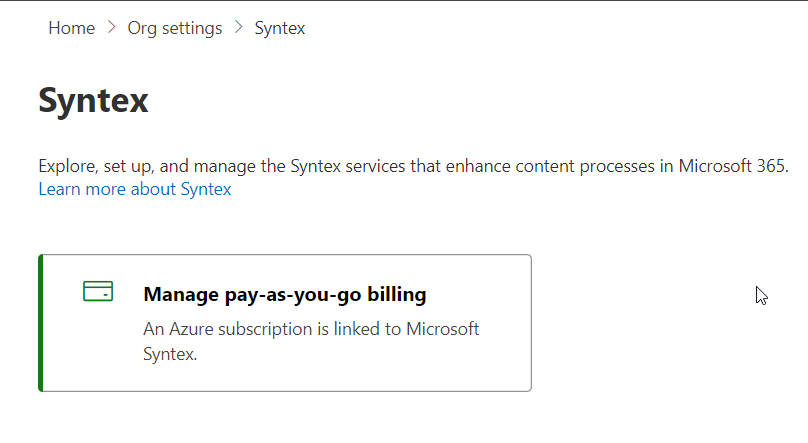 Home > Org settings > Syntex
Syntex
Explore, set up, and manage the Syntex services that enhance content processes in Microsoft 365.
Learn more about Syntex
Manage pay-as-you-go billing
An Azure subscription is linked to Microsoft
Syntex.